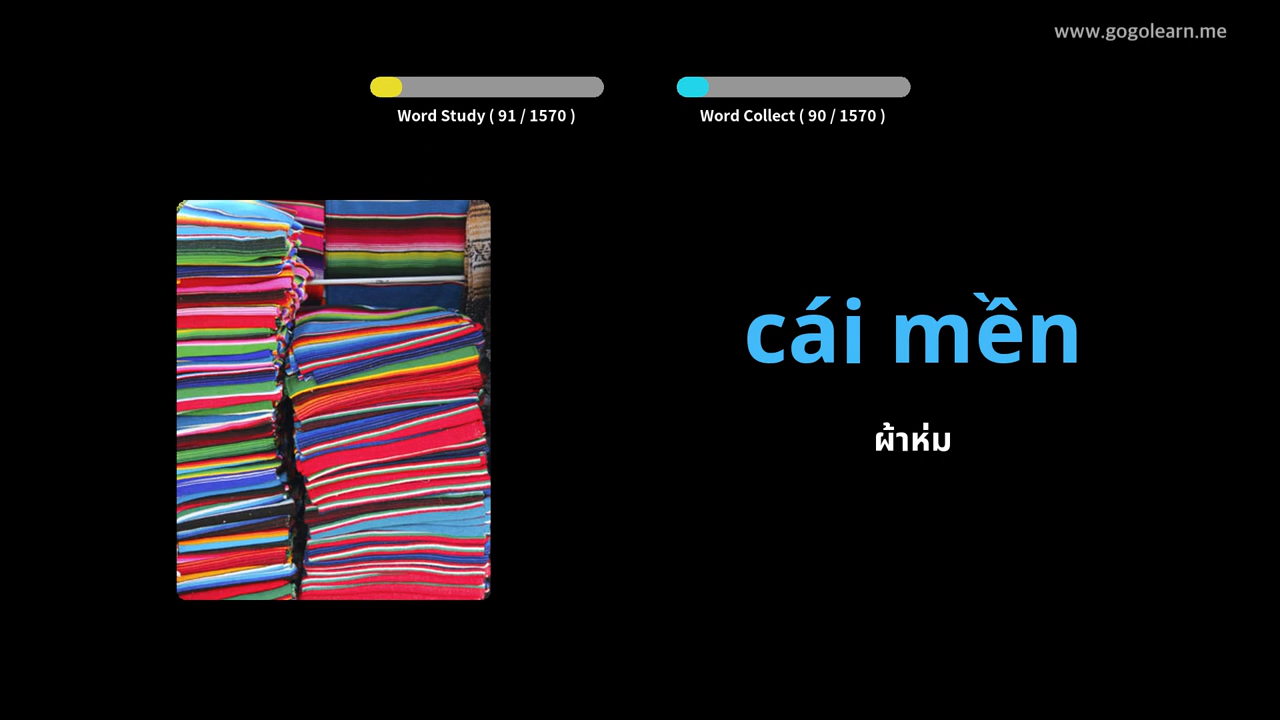 www.gogolearn.me
Word Study ( 91 / 1570 )
Word Collect ( 90 / 1570 )
cái mền
ผ้าห่ม